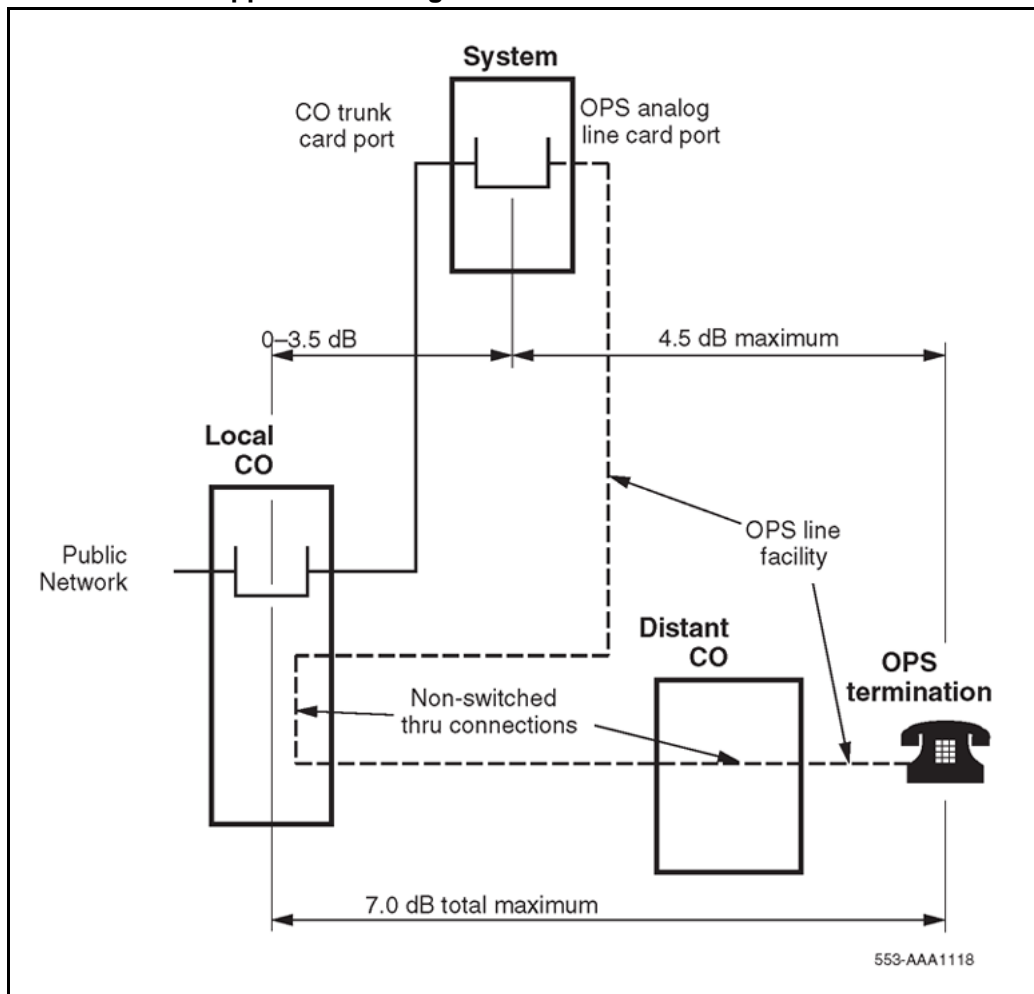 System
CO trunk
card port
OPS analog
line card port
0–3.5 dB
4.5 dB maximum
Local
CO
Public
Network
OPS line
facility
Distant
CO
OPS
termination
Non-switched
thru connections
7.0 dB total maximum
553-AAA1118